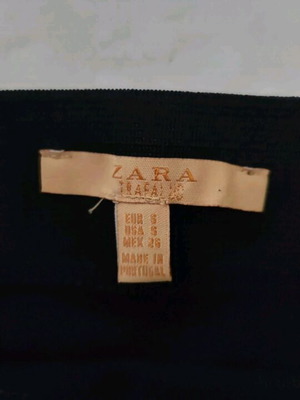 ZARA
TRAFALUC
EUR S
USA S
MEX 26
MADE IN
PORTUGAL